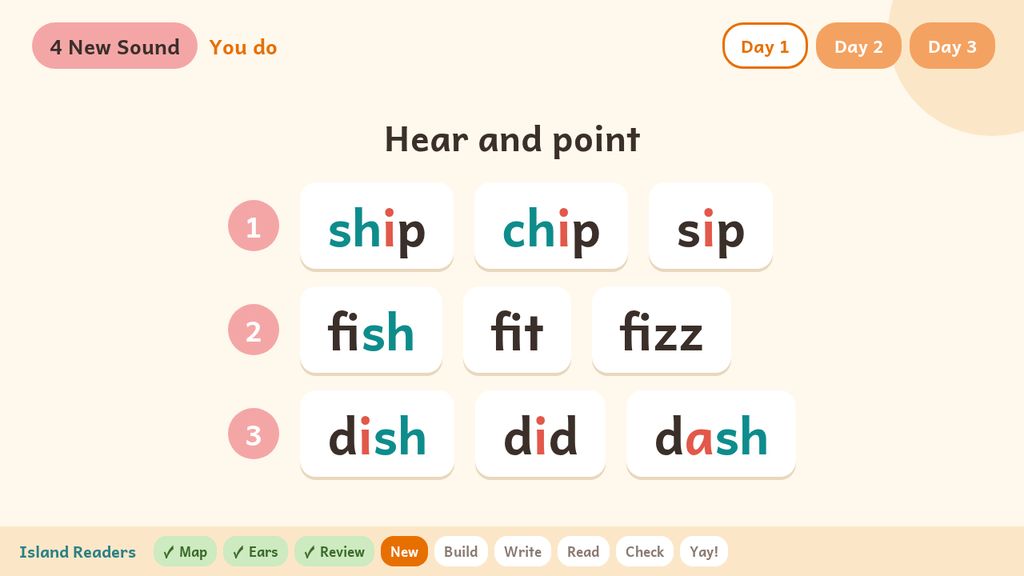 4 New Sound You do Day 1 Day 2 Day 3
Hear and point
1 ship chip sip
2 fish fit fizz
3 dish did dash
Island Readers ✓ Map ✓ Ears ✓ Review New Build Write Read Check Yay!